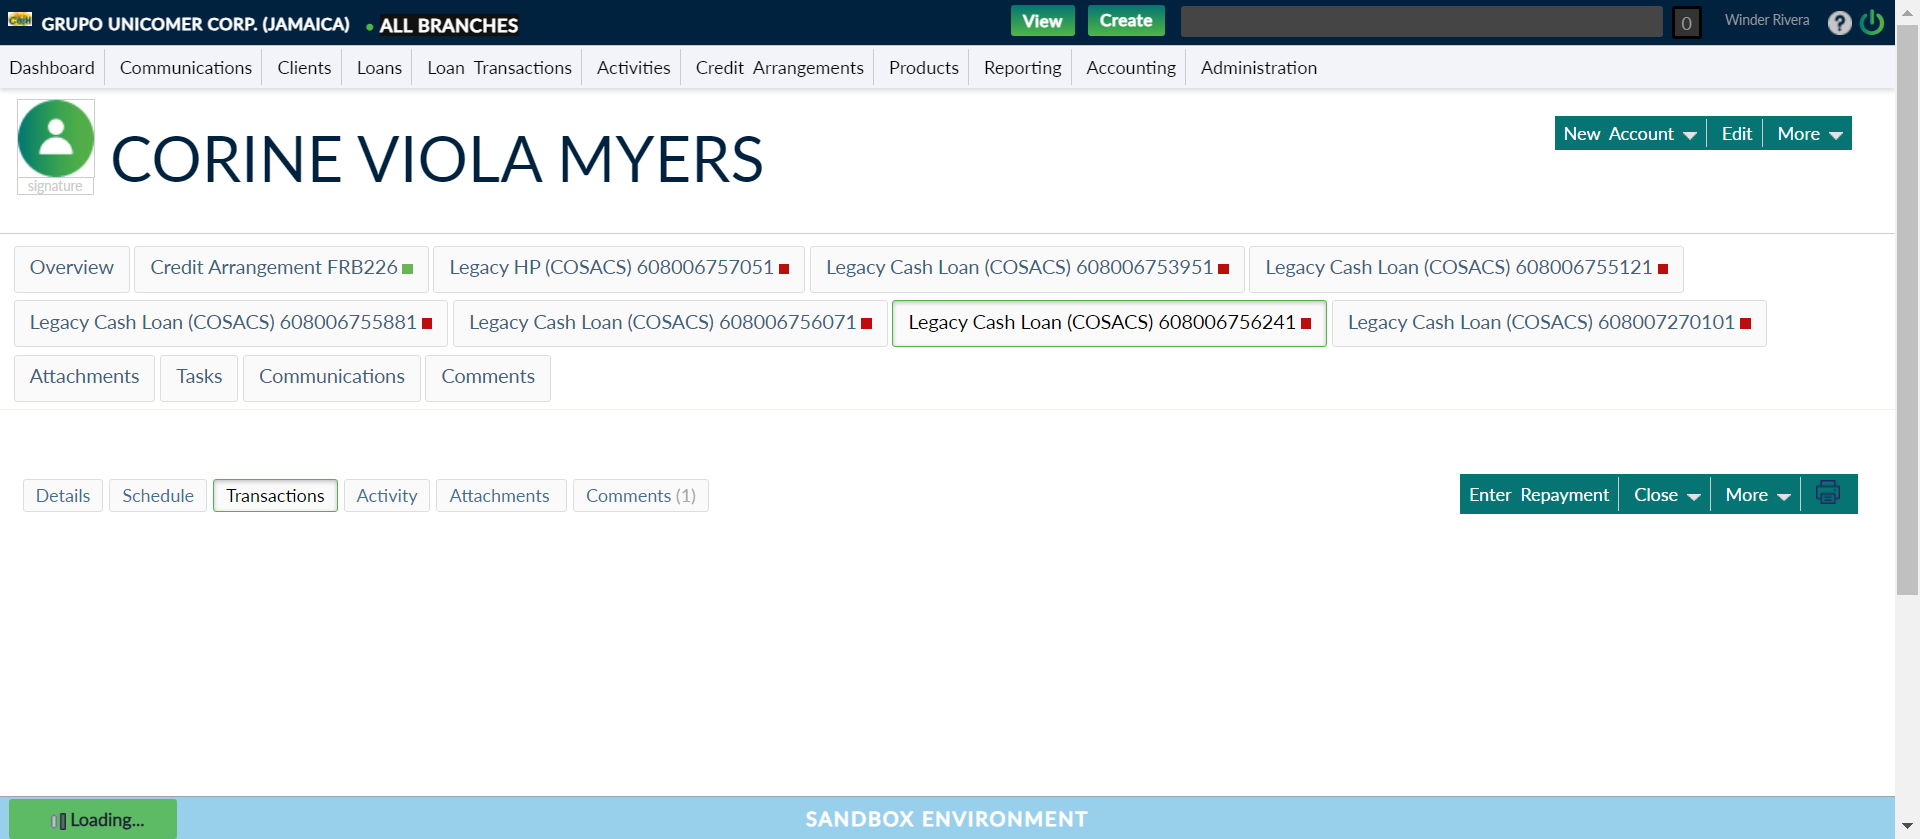 GRUPO UNICOMER CORP. (JAMAICA) • ALL BRANCHES View Create 0 Winder Rivera ?
Dashboard Communications Clients Loans Loan Transactions Activities Credit Arrangements Products Reporting Accounting Administration
signature
CORINE VIOLA MYERS
New Account Edit More
Overview Credit Arrangement FRB226 Legacy HP (COSACS) 608006757051 Legacy Cash Loan (COSACS) 608006753951 Legacy Cash Loan (COSACS) 608006755121
Legacy Cash Loan (COSACS) 608006755881 Legacy Cash Loan (COSACS) 608006756071 Legacy Cash Loan (COSACS) 608006756241 Legacy Cash Loan (COSACS) 608007270101
Attachments Tasks Communications Comments
Details Schedule Transactions Activity Attachments Comments (1) Enter Repayment Close More
Loading... SANDBOX ENVIRONMENT